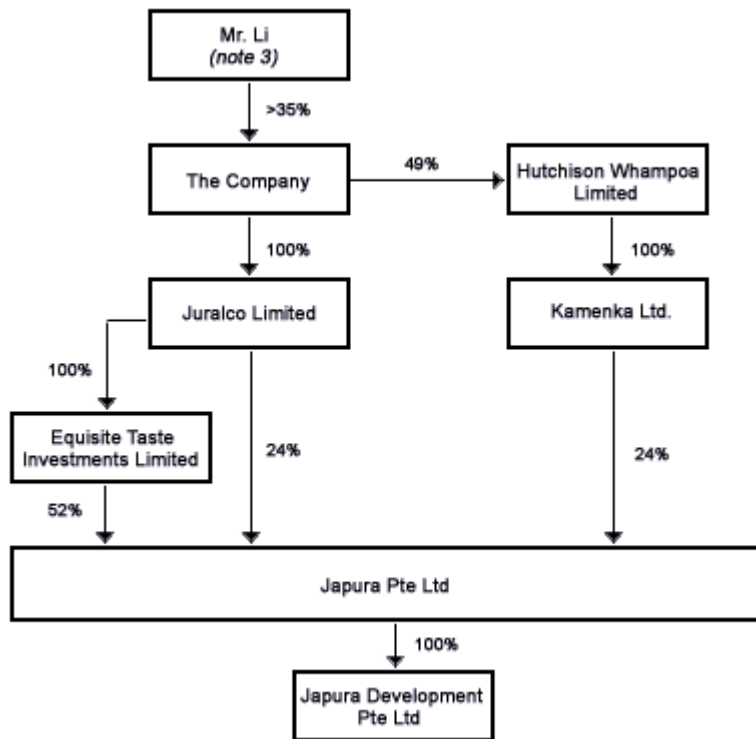 Mr. Li
(note 3)
>35%
The Company
49%
Hutchison Whampoa
Limited
100%
100%
Juralco Limited
Kamenka Ltd.
100%
Equisite Taste
Investments Limited
24%
24%
52%
Japura Pte Ltd
100%
Japura Development
Pte Ltd